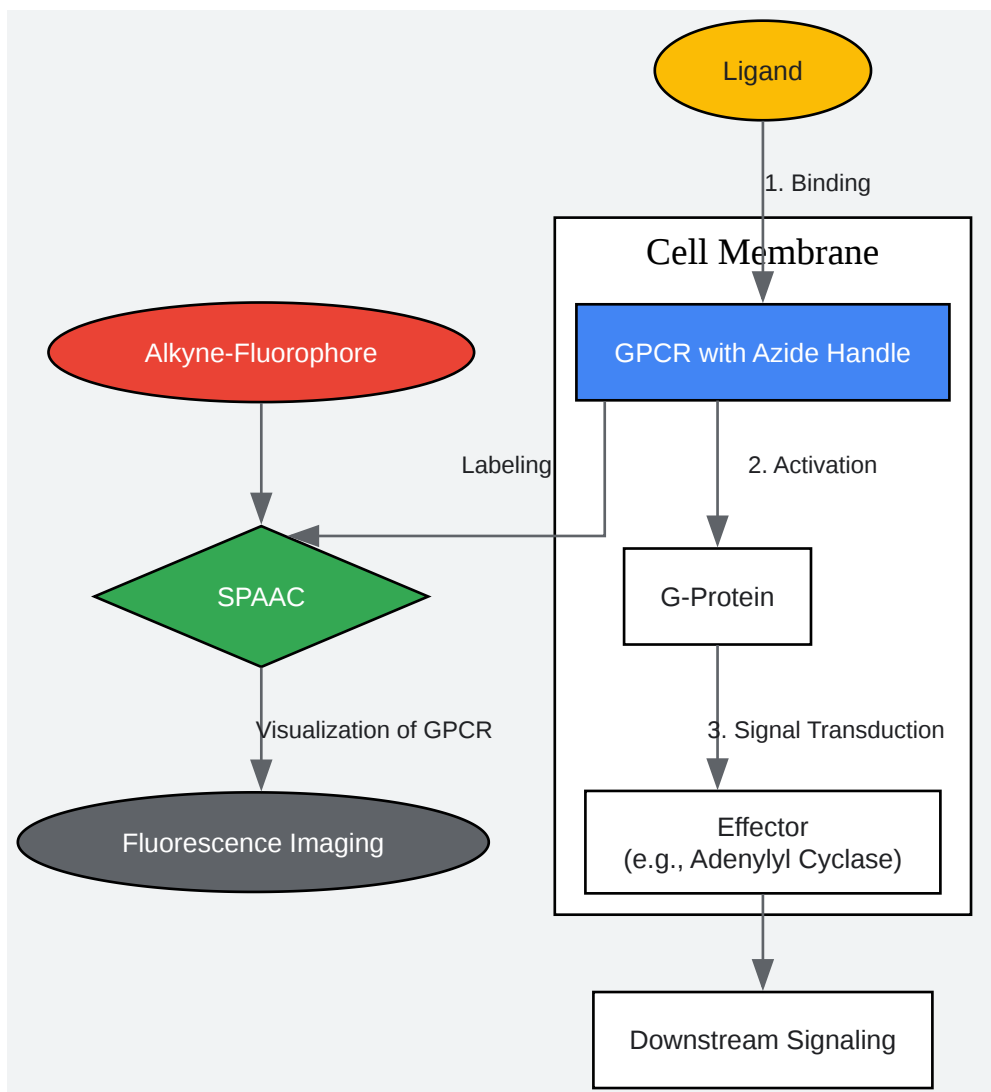 Ligand
1. Binding
Cell Membrane
Alkyne-Fluorophore
GPCR with Azide Handle
Labeling
2. Activation
SPAAC
G-Protein
Visualization of GPCR
3. Signal Transduction
Fluorescence Imaging
Effector
(e.g., Adenylyl Cyclase)
Downstream Signaling